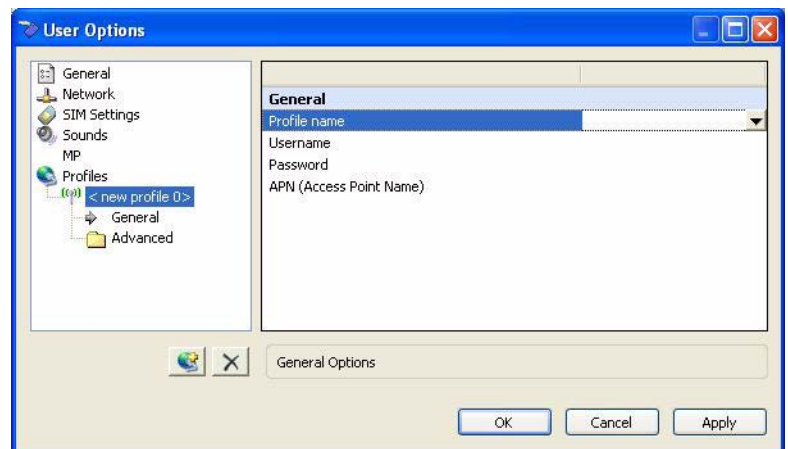 User Options
General
Network
SIM Settings
Sounds
MP
Profiles
< new profile 0>
General
Advanced
General
Profile name
Username
Password
APN (Access Point Name)
General Options
OK
Cancel
Apply